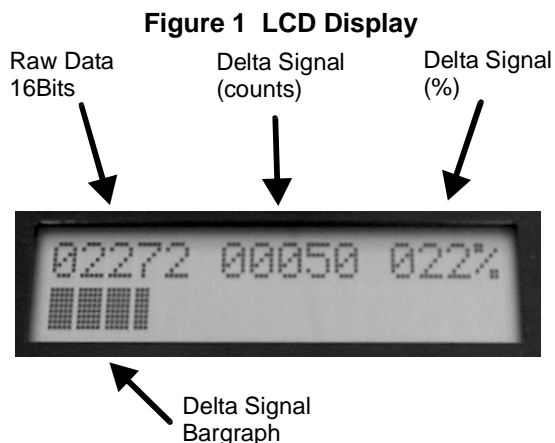 Figure 1 LCD Display
Raw Data
16Bits
Delta Signal
(counts)
Delta Signal
(%)
02272 00050 022%
Delta Signal
Bargraph